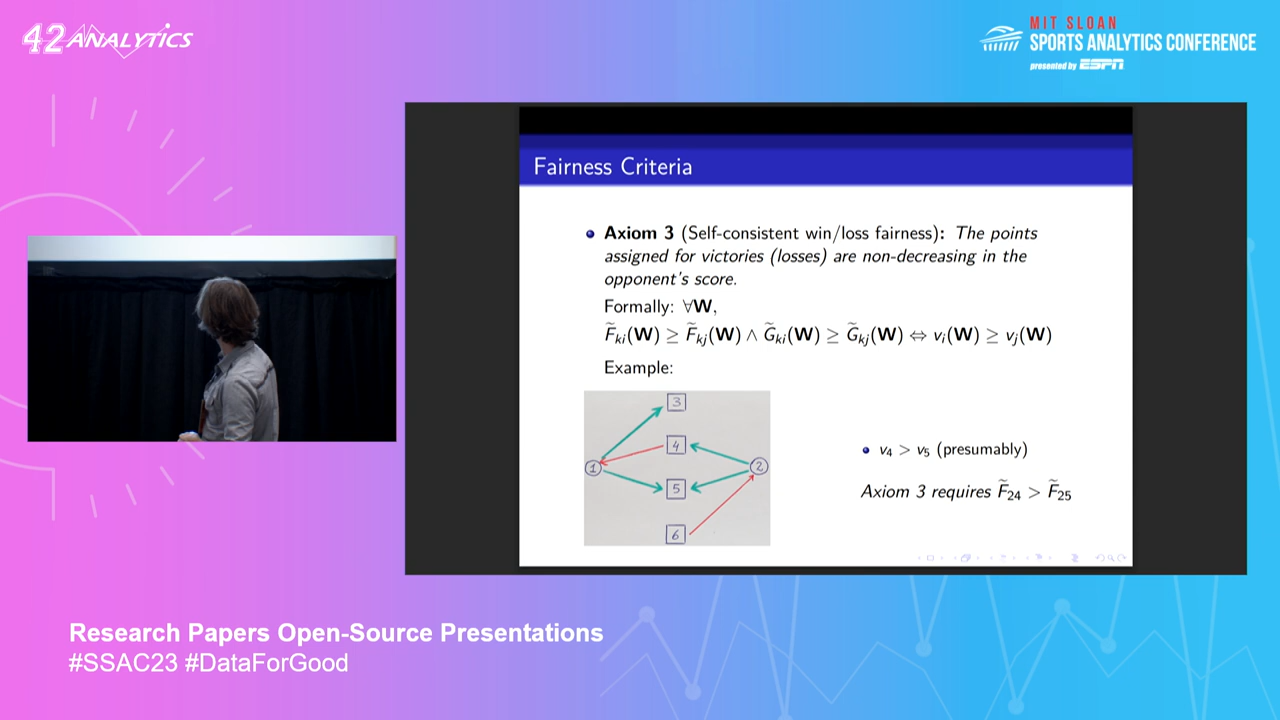 42 ANALYTICS
MIT SLOAN
SPORTS ANALYTICS CONFERENCE
presented by ESPN
Fairness Criteria
Axiom 3 (Self-consistent win/loss fairness): The points
assigned for victories (losses) are non-decreasing in the
opponent's score.
Formally: ∀W,
F̃ki(W) ≥ F̃kj(W) ∧ G̃ki(W) ≥ G̃kj(W) ⇔ vi(W) ≥ vj(W)
Example:
3
4
1
2
5
6
v4 > v5 (presumably)
Axiom 3 requires F̃24 > F̃25
Research Papers Open-Source Presentations
#SSAC23 #DataForGood